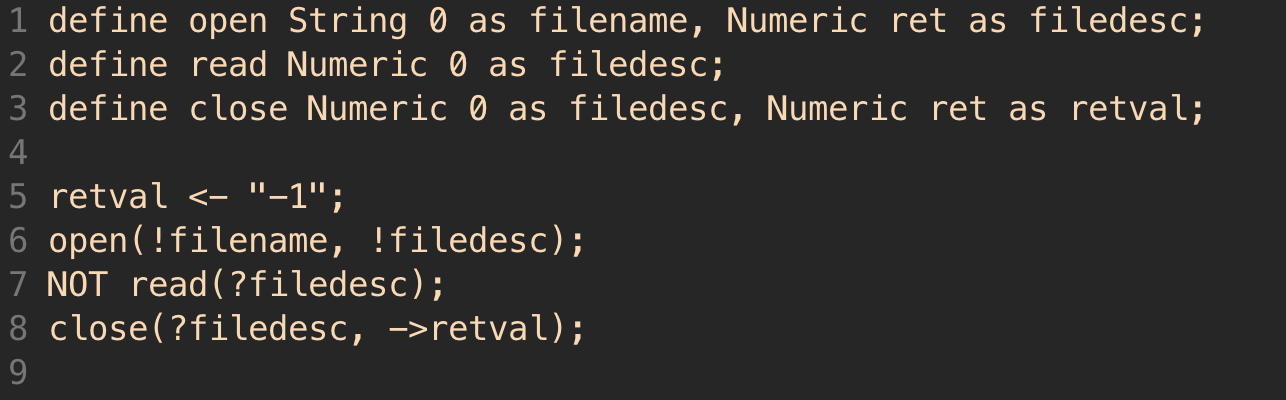 1 define open String 0 as filename, Numeric ret as filedesc;
2 define read Numeric 0 as filedesc;
3 define close Numeric 0 as filedesc, Numeric ret as retval;
4
5 retval <- "-1";
6 open(!filename, !filedesc);
7 NOT read(?filedesc);
8 close(?filedesc, ->retval);
9